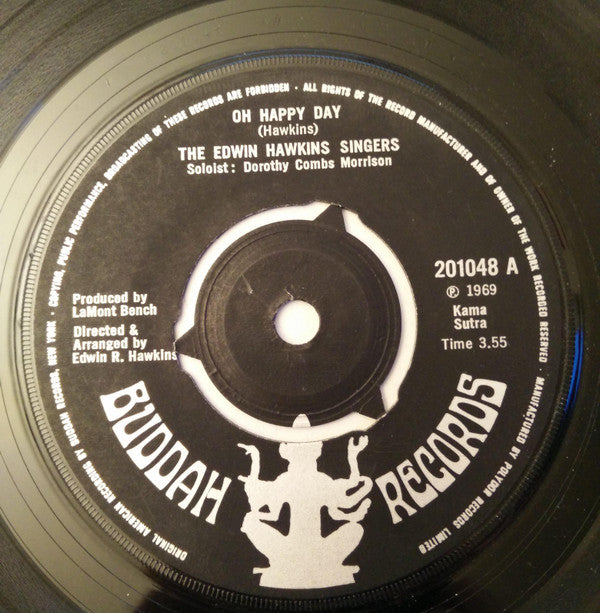 OH HAPPY DAY
(Hawkins)
THE EDWIN HAWKINS SINGERS
Soloist: Dorothy Combs Morrison
201048 A
℗ 1969
Kama
Sutra
Time 3.55
Produced by
LaMont Bench
Directed &
Arranged by
Edwin R. Hawkins
BUDDAH RECORDS
ORIGINAL AMERICAN RECORDING BY BUDDAH RECORDS, NEW YORK · COPYING, PUBLIC PERFORMANCE, BROADCASTING OF THESE RECORDS ARE FORBIDDEN · ALL RIGHTS OF THE RECORD MANUFACTURER AND BY OWNER OF THE WORK RECORDED RESERVED · MANUFACTURED BY POLYDOR RECORDS LIMITED